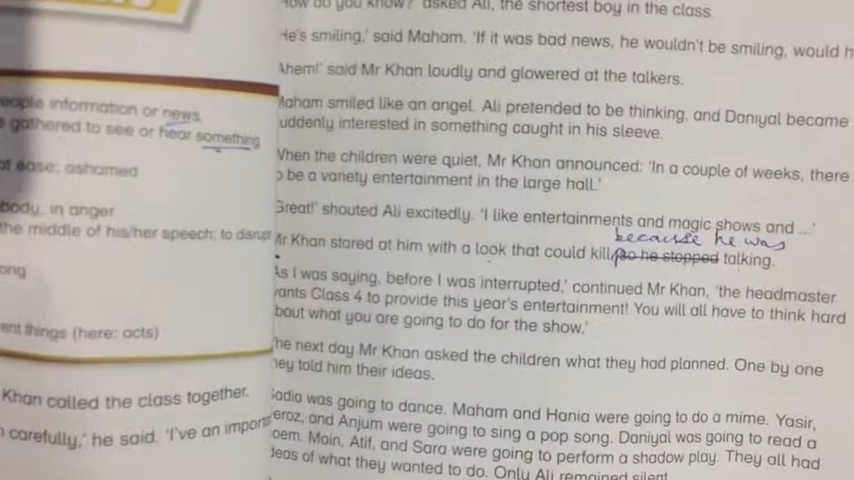 people information or news
gathered to see or hear something
at ease; ashamed
body, in anger
the middle of his/her speech; to disrupt
ong
ent things (here: acts)
Khan called the class together.
carefully,' he said. 'I've an import
How do you know?' asked Ali, the shortest boy in the class.
He's smiling,' said Maham. 'If it was bad news, he wouldn't be smiling, would h
Ahem!' said Mr Khan loudly and glowered at the talkers.
Maham smiled like an angel. Ali pretended to be thinking, and Daniyal became
uddenly interested in something caught in his sleeve.
When the children were quiet, Mr Khan announced: 'In a couple of weeks, there
o be a variety entertainment in the large hall.'
Great!' shouted Ali excitedly. 'I like entertainments and magic shows and ...'
because he was
Mr Khan stared at him with a look that could kill, so he stopped talking.
As I was saying, before I was interrupted,' continued Mr Khan, 'the headmaster
wants Class 4 to provide this year's entertainment! You will all have to think hard
bout what you are going to do for the show.'
The next day Mr Khan asked the children what they had planned. One by one
hey told him their ideas.
Sadia was going to dance. Maham and Hania were going to do a mime. Yasir,
eroz, and Anjum were going to sing a pop song. Daniyal was going to read a
oem. Moin, Atif, and Sara were going to perform a shadow play. They all had
deas of what they wanted to do. Only Ali remained silent.